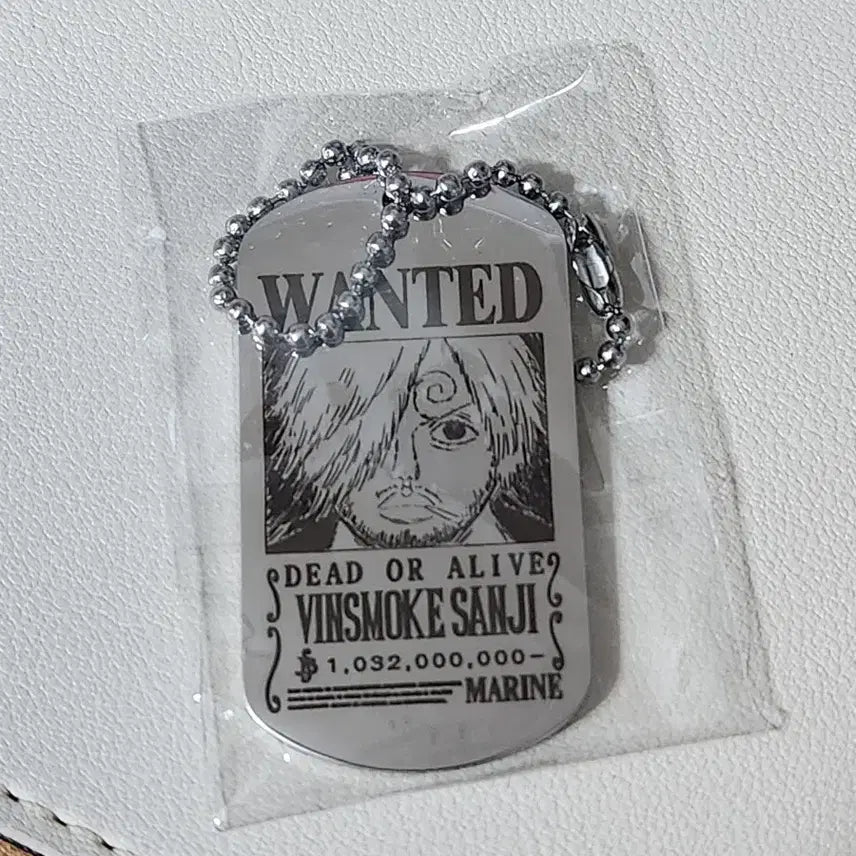 WANTED
DEAD OR ALIVE
VINSMOKE SANJI
1,032,000,000-
MARINE